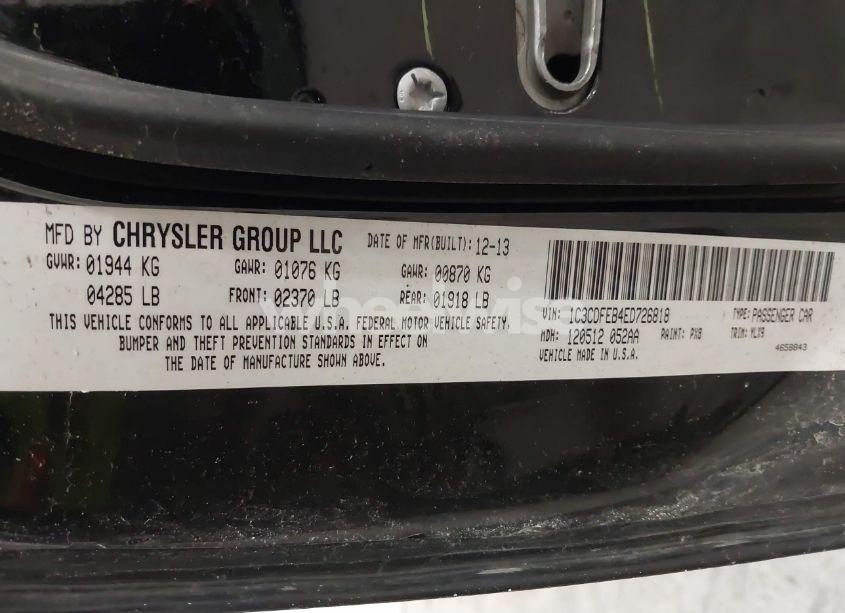 MFD BY CHRYSLER GROUP LLC DATE OF MFR(BUILT): 12-13
GVWR: 01944 KG GAWR: 01076 KG GAWR: 00870 KG
04285 LB FRONT: 02370 LB REAR: 01918 LB
THIS VEHICLE CONFORMS TO ALL APPLICABLE U.S.A. FEDERAL MOTOR VEHICLE SAFETY,
BUMPER AND THEFT PREVENTION STANDARDS IN EFFECT ON
THE DATE OF MANUFACTURE SHOWN ABOVE.
VIN: 1C3CDFEB4ED726818 TYPE: PASSENGER CAR
MDH: 120512 052AA PAINT: PX8 TRIM: MLX9
VEHICLE MADE IN U.S.A. 4658843
wheelwise